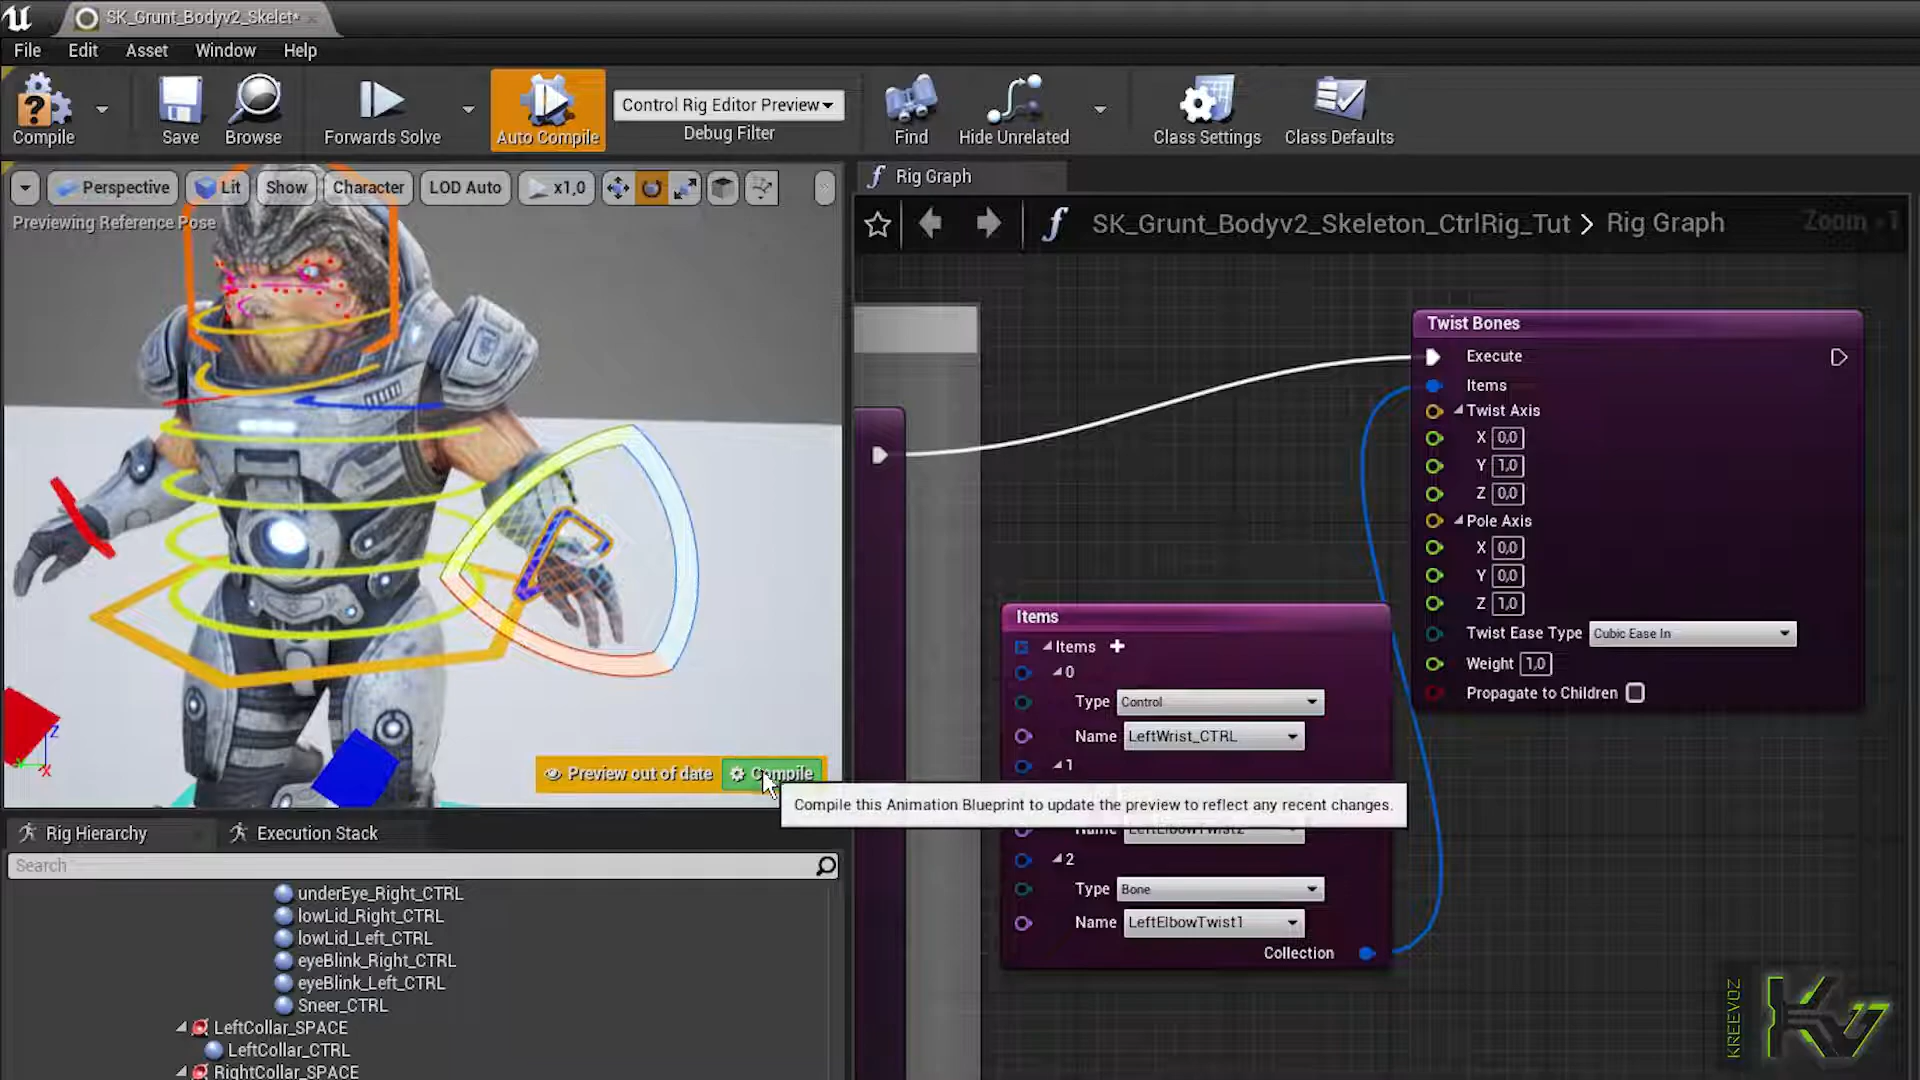 SK_Grunt_Bodyv2_Skelet*
File Edit Asset Window Help
Compile Save Browse Forwards Solve Auto Compile Control Rig Editor Preview Debug Filter Find Hide Unrelated Class Settings Class Defaults
Perspective Lit Show Character LOD Auto x1,0
Previewing Reference Pose
Rig Graph
SK_Grunt_Bodyv2_Skeleton_CtrlRig_Tut > Rig Graph
Zoom -1
Twist Bones
Execute
Items
Twist Axis
X 0,0
Y 1,0
Z 0,0
Pole Axis
X 0,0
Y 0,0
Z 1,0
Twist Ease Type Cubic Ease In
Weight 1,0
Propagate to Children
Items
Items
0
Type Control
Name LeftWrist_CTRL
1
Name LeftElbowTwist2
2
Type Bone
Name LeftElbowTwist1
Collection
Preview out of date Compile
Compile this Animation Blueprint to update the preview to reflect any recent changes.
Z
X
Rig Hierarchy Execution Stack
Search
underEye_Right_CTRL
lowLid_Right_CTRL
lowLid_Left_CTRL
eyeBlink_Right_CTRL
eyeBlink_Left_CTRL
Sneer_CTRL
LeftCollar_SPACE
LeftCollar_CTRL
RightCollar_SPACE
KREEVOZ